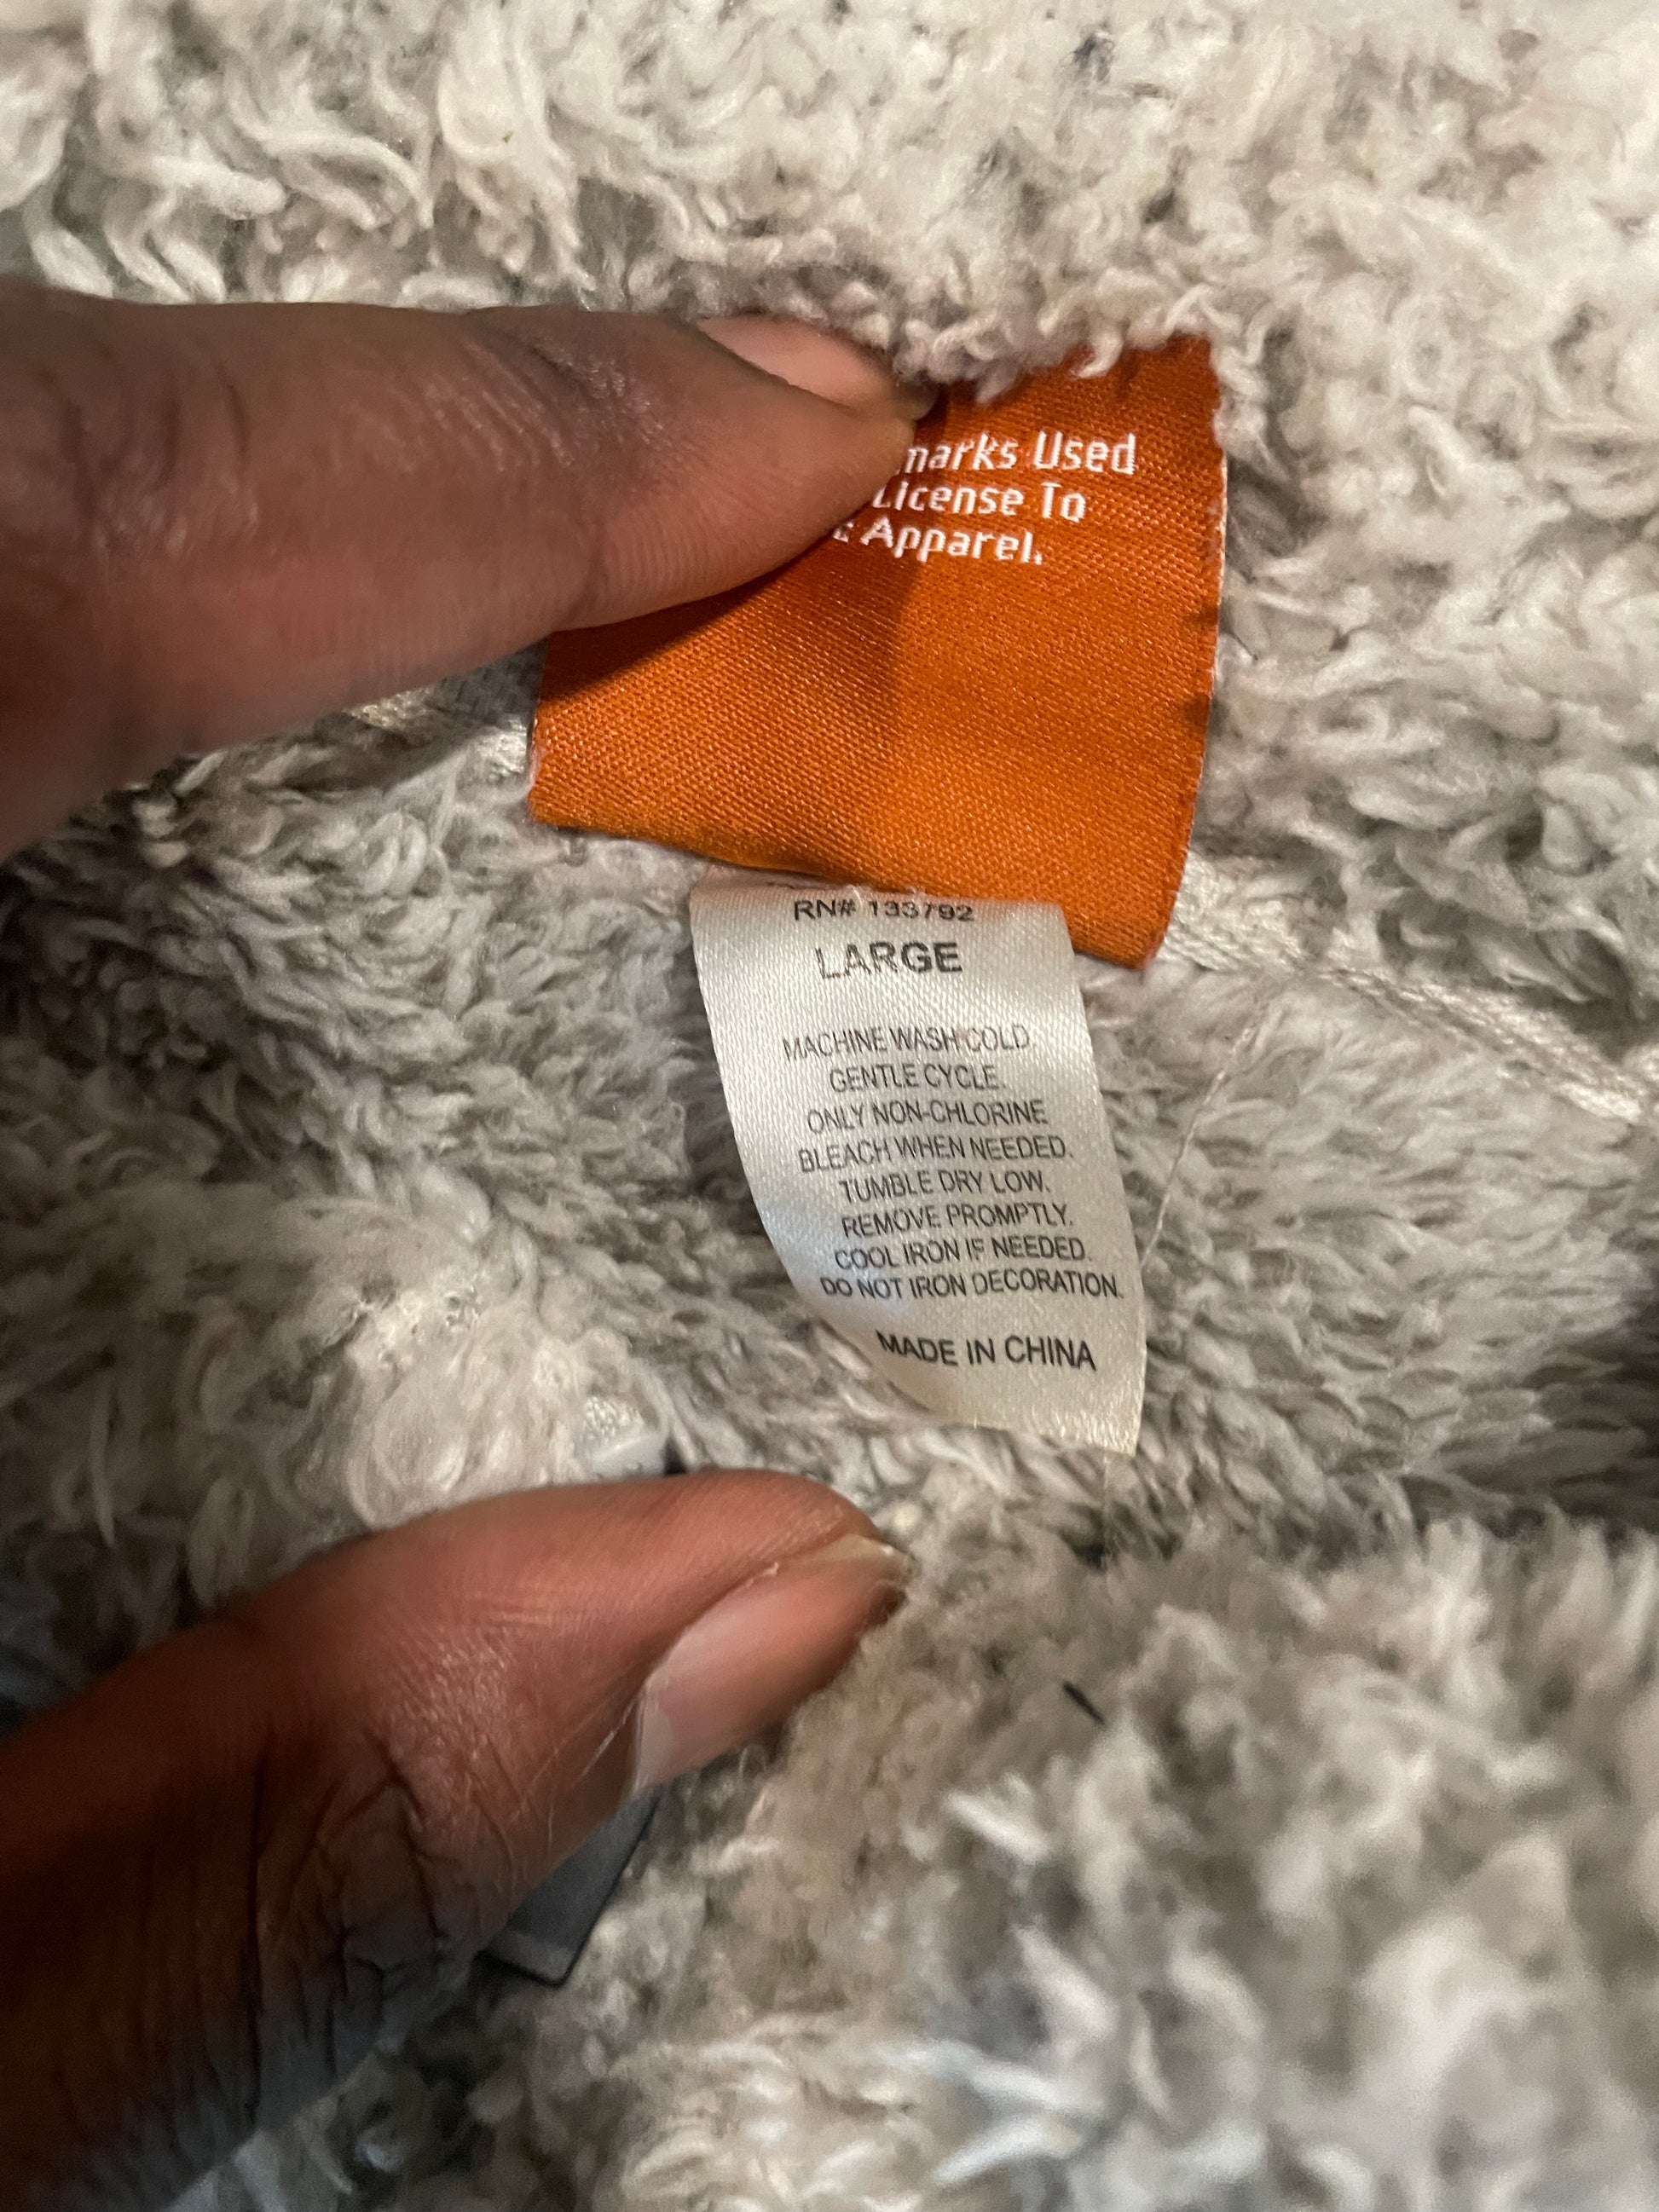 Used
License To
Apparel.
RN# 133792
LARGE
MACHINE WASH COLD
GENTLE CYCLE.
ONLY NON-CHLORINE
BLEACH WHEN NEEDED.
TUMBLE DRY LOW.
REMOVE PROMPTLY.
COOL IRON IF NEEDED.
DO NOT IRON DECORATION.
MADE IN CHINA